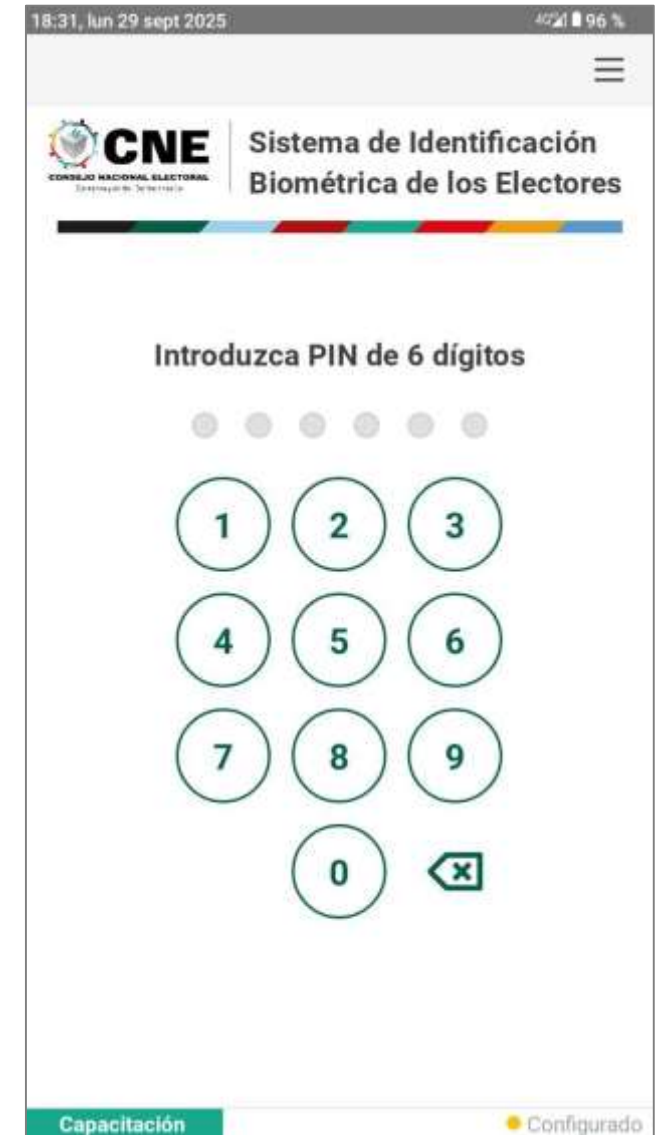 18:31, lun 29 sept 2025 4G 96 %
CNE
CONSEJO NACIONAL ELECTORAL
Sistema de Identificación
Biométrica de los Electores
Introduzca PIN de 6 dígitos
1 2 3
4 5 6
7 8 9
0
Capacitación Configurado